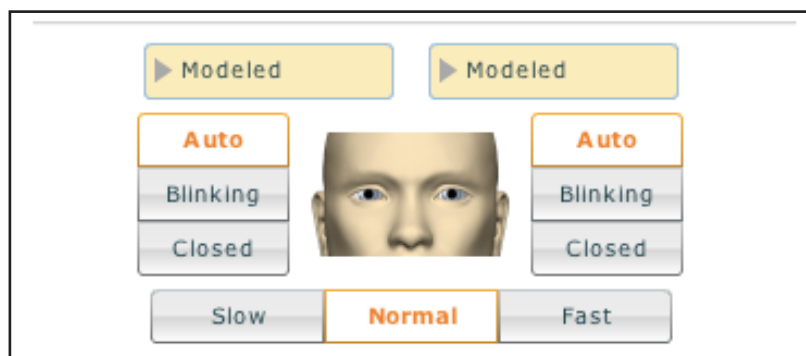 Modeled Modeled
Auto Auto
Blinking Blinking
Closed Closed
Slow Normal Fast